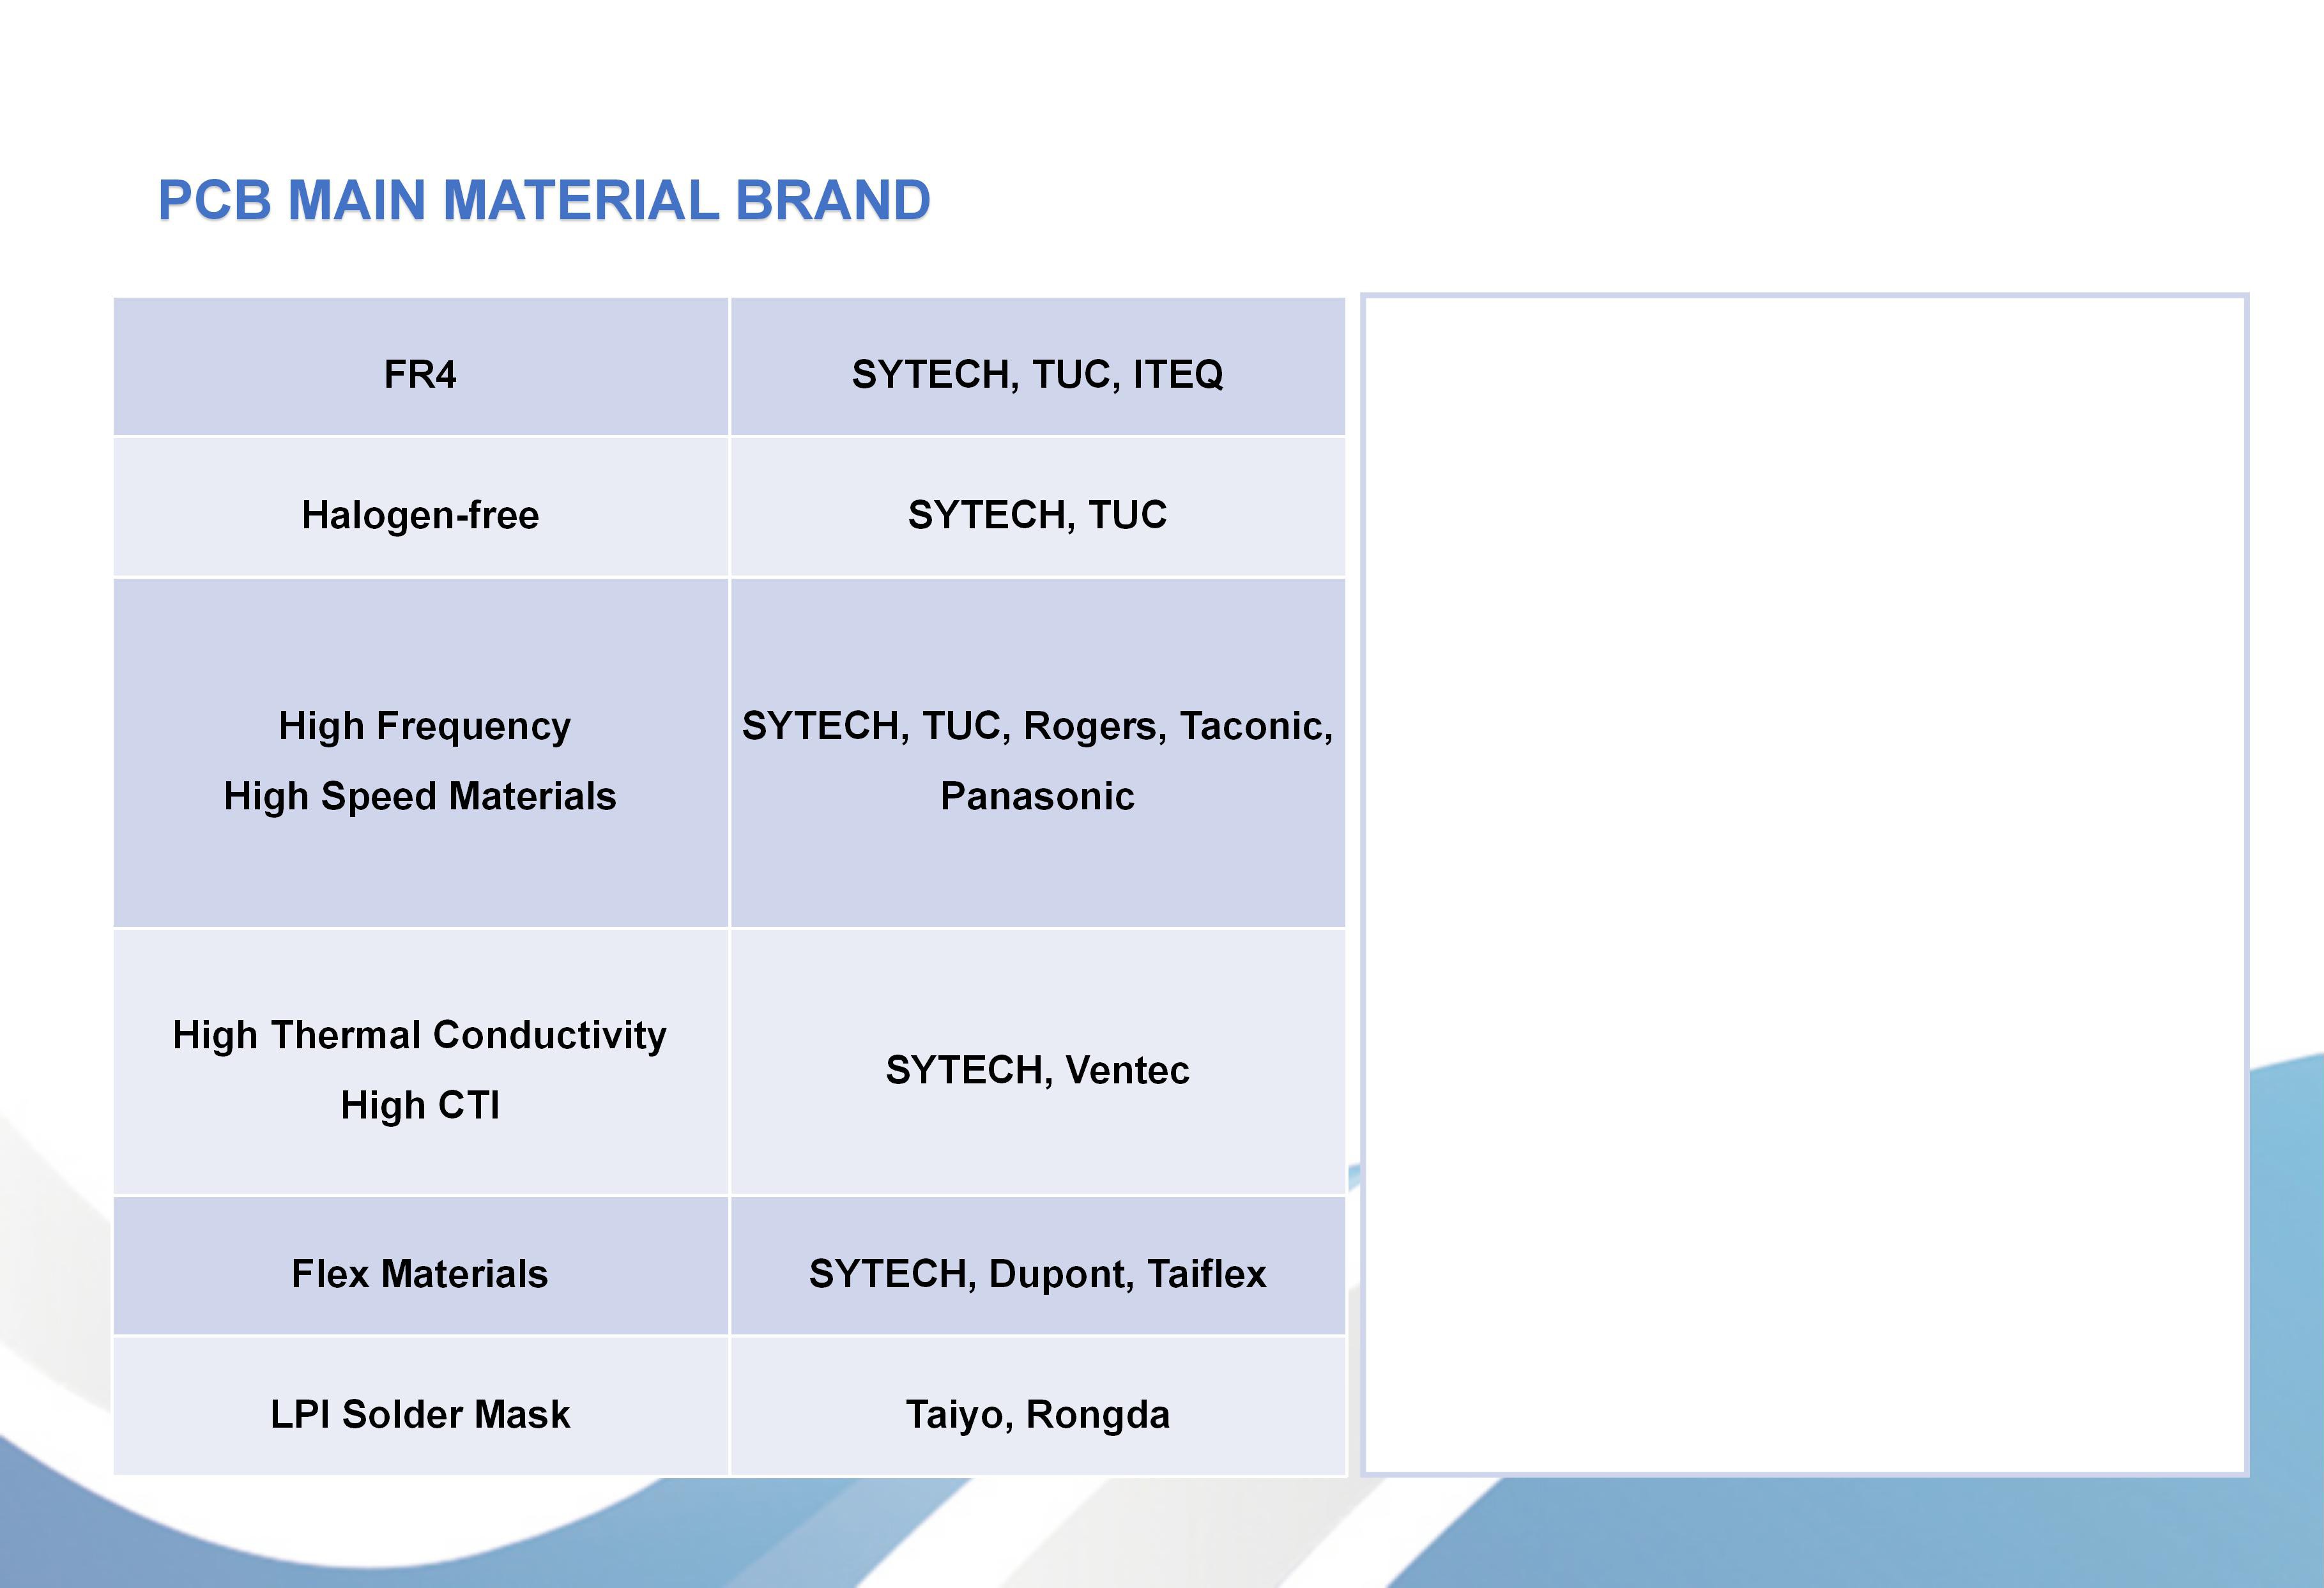 PCB MAIN MATERIAL BRAND
FR4
SYTECH, TUC, ITEQ
Halogen-free
SYTECH, TUC
High Frequency
High Speed Materials
SYTECH, TUC, Rogers, Taconic,
Panasonic
High Thermal Conductivity
High CTI
SYTECH, Ventec
Flex Materials
SYTECH, Dupont, Taiflex
LPI Solder Mask
Taiyo, Rongda